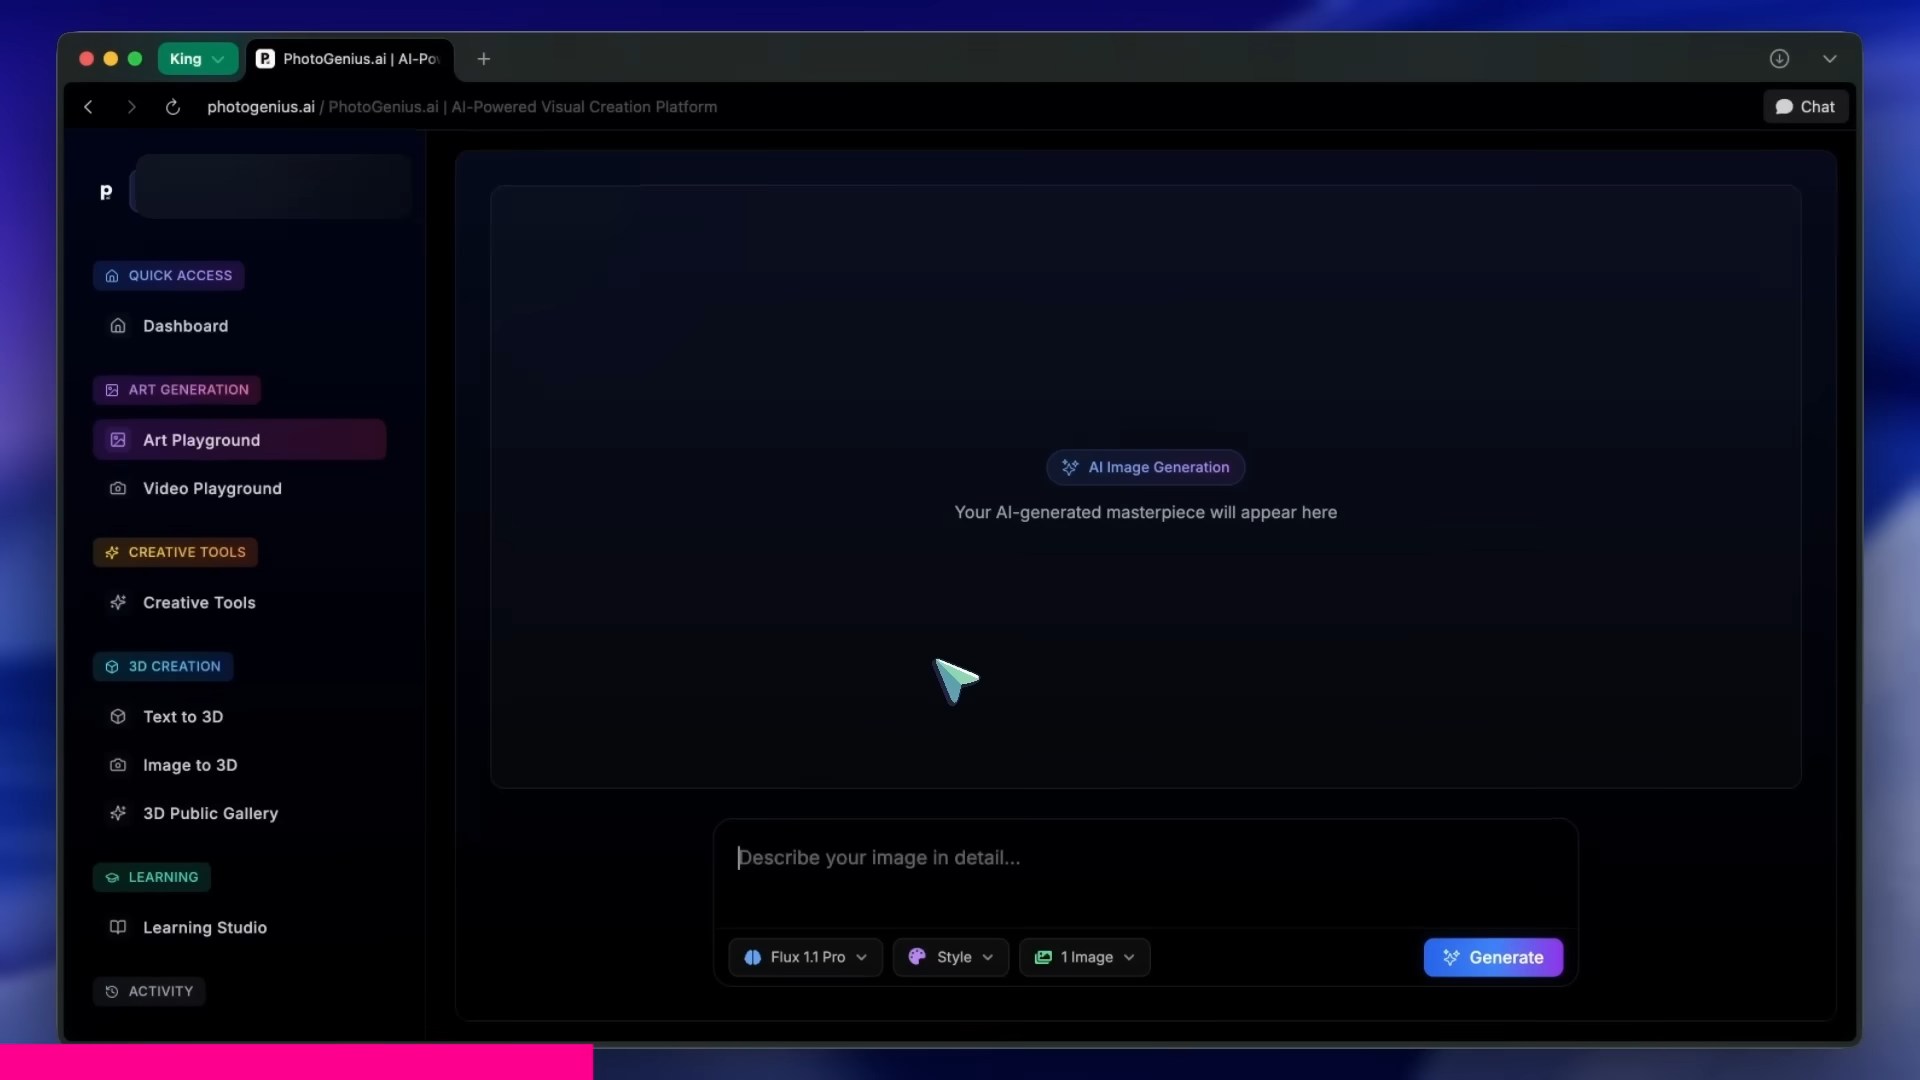 King
P. PhotoGenius.ai | AI-Pow
photogenius.ai / PhotoGenius.ai | AI-Powered Visual Creation Platform
Chat
p
QUICK ACCESS
Dashboard
ART GENERATION
Art Playground
Video Playground
CREATIVE TOOLS
Creative Tools
3D CREATION
Text to 3D
Image to 3D
3D Public Gallery
LEARNING
Learning Studio
ACTIVITY
AI Image Generation
Your AI-generated masterpiece will appear here
Describe your image in detail...
Flux 1.1 Pro
Style
1 Image
Generate